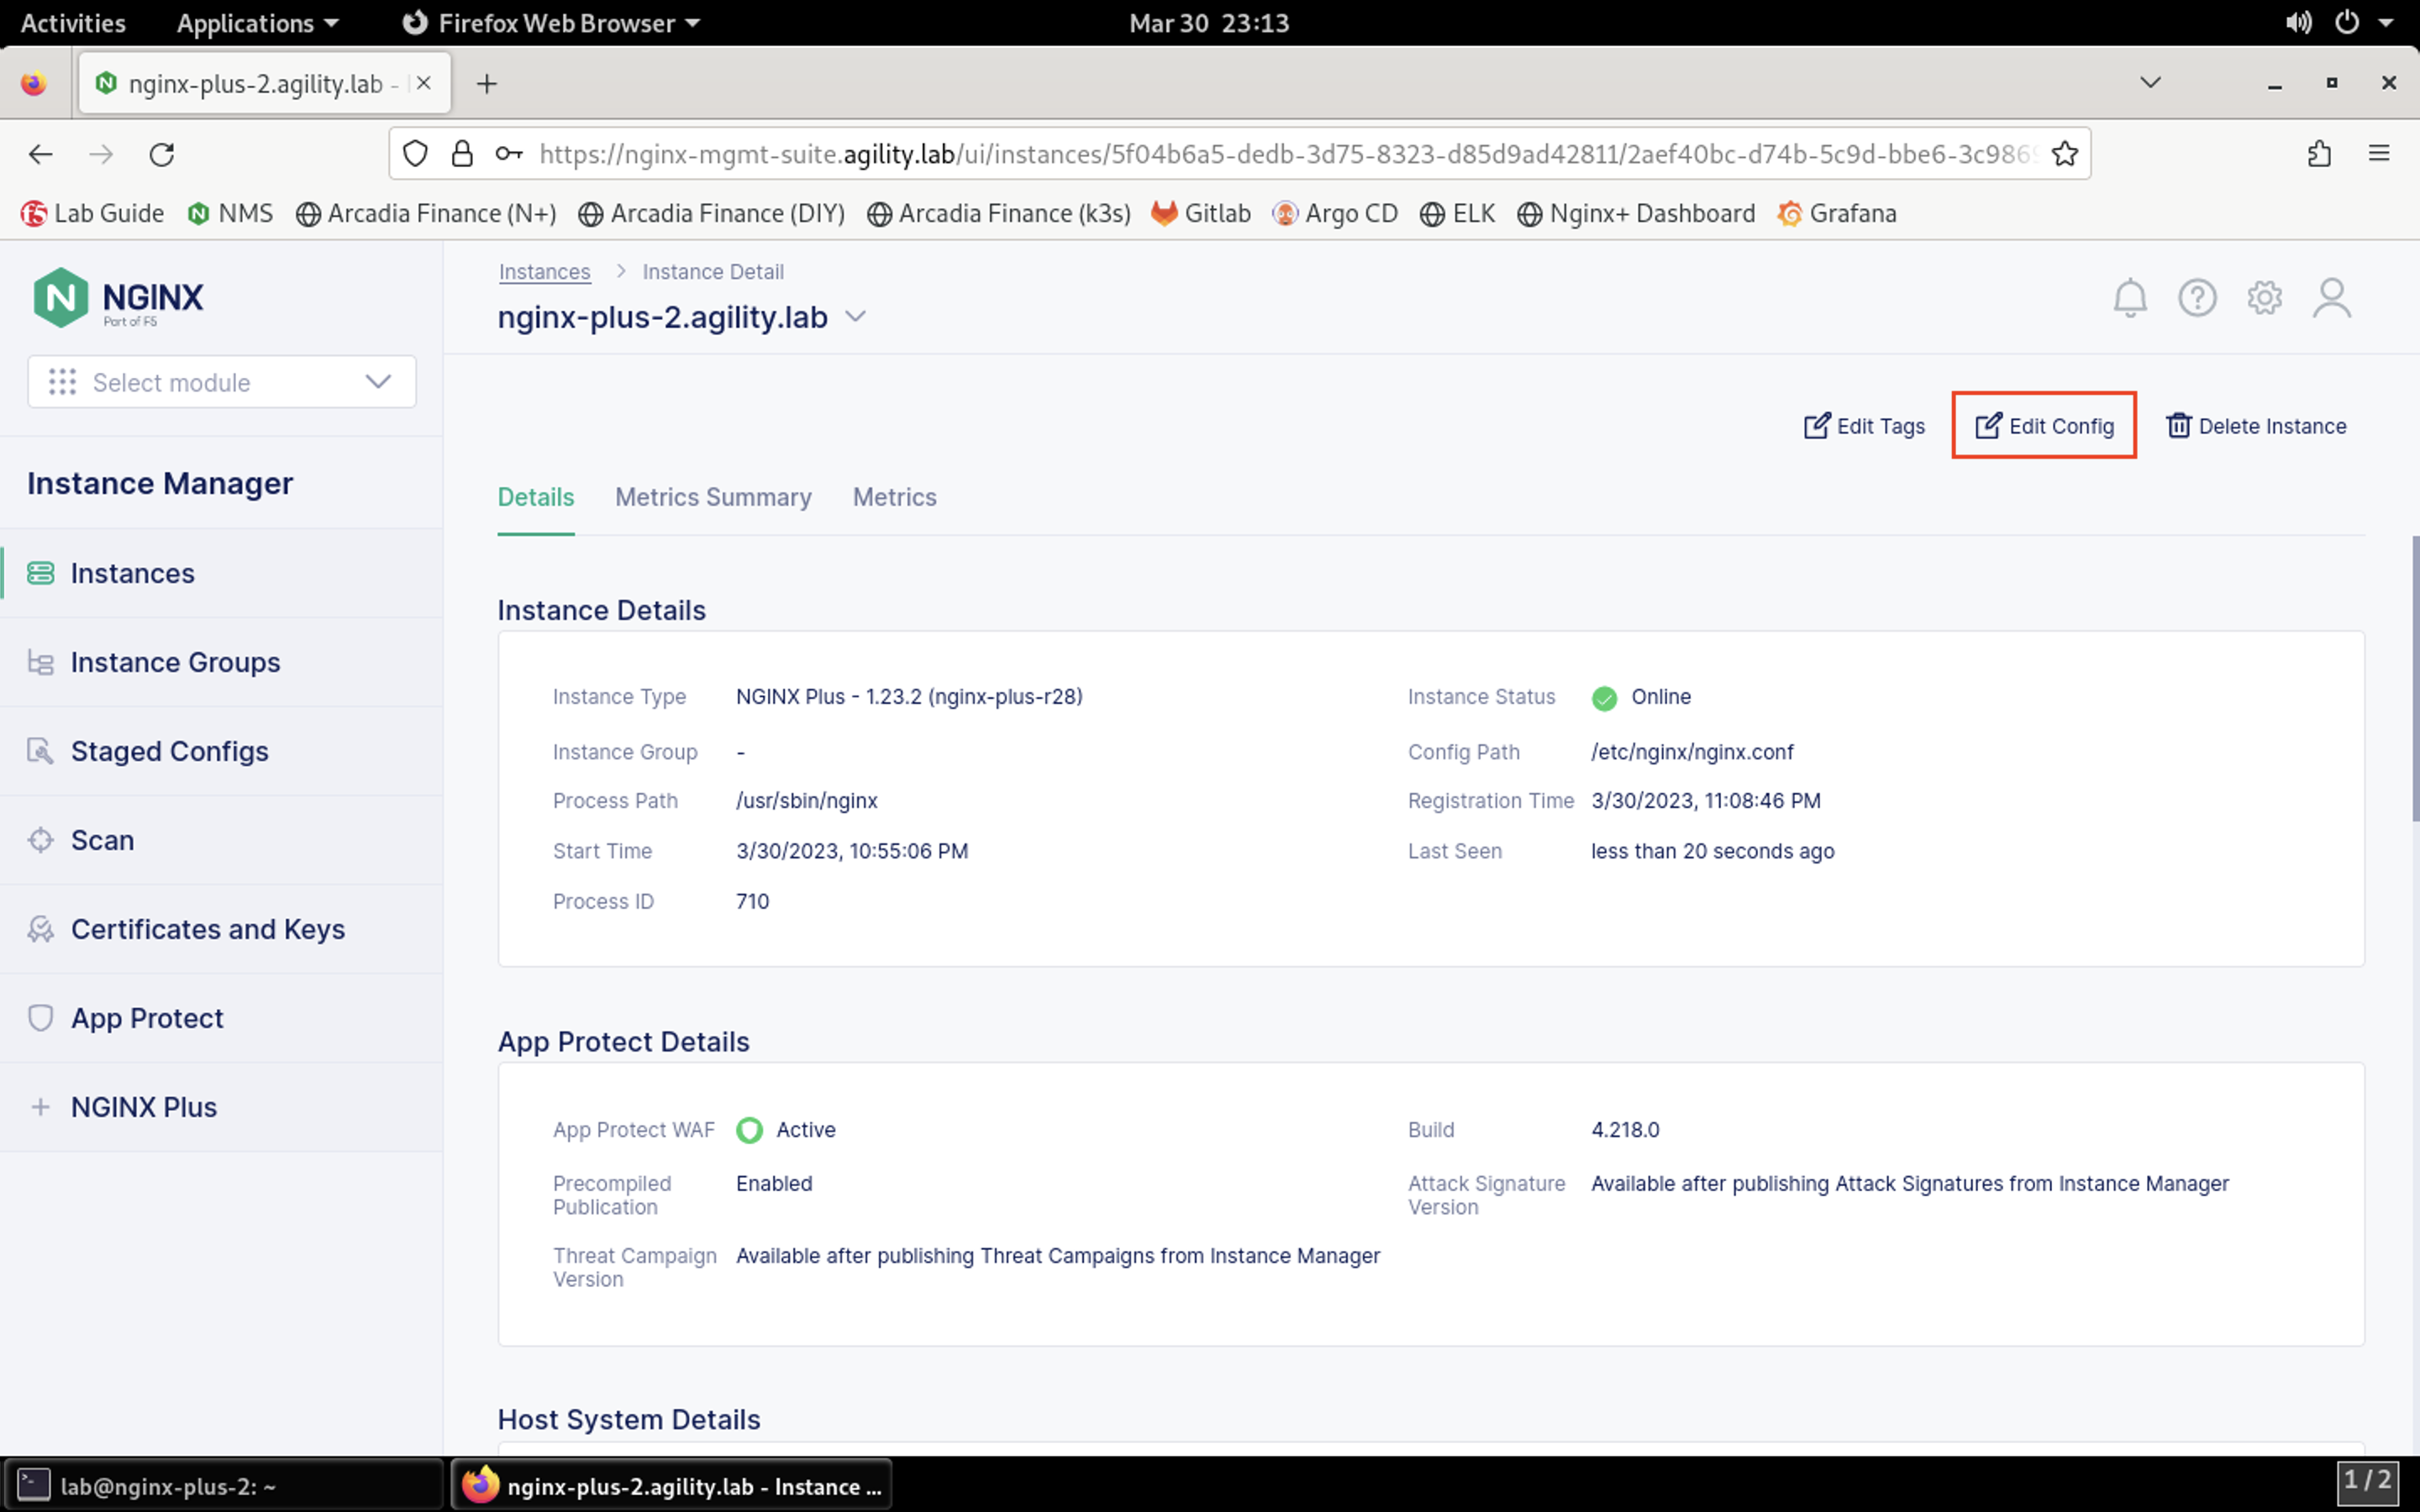 Activities Applications Firefox Web Browser Mar 30 23:13
nginx-plus-2.agility.lab -
https://nginx-mgmt-suite.agility.lab/ui/instances/5f04b6a5-dedb-3d75-8323-d85d9ad42811/2aef40bc-d74b-5c9d-bbe6-3c986
Lab Guide NMS Arcadia Finance (N+) Arcadia Finance (DIY) Arcadia Finance (k3s) Gitlab Argo CD ELK Nginx+ Dashboard Grafana
NGINX
Part of F5
Select module
Instance Manager
Instances
Instance Groups
Staged Configs
Scan
Certificates and Keys
App Protect
NGINX Plus
Instances > Instance Detail
nginx-plus-2.agility.lab
Edit Tags Edit Config Delete Instance
Details Metrics Summary Metrics
Instance Details
Instance Type NGINX Plus - 1.23.2 (nginx-plus-r28) Instance Status Online
Instance Group - Config Path /etc/nginx/nginx.conf
Process Path /usr/sbin/nginx Registration Time 3/30/2023, 11:08:46 PM
Start Time 3/30/2023, 10:55:06 PM Last Seen less than 20 seconds ago
Process ID 710
App Protect Details
App Protect WAF Active Build 4.218.0
Precompiled Publication Enabled Attack Signature Version Available after publishing Attack Signatures from Instance Manager
Threat Campaign Version Available after publishing Threat Campaigns from Instance Manager
Host System Details
lab@nginx-plus-2: ~ nginx-plus-2.agility.lab - Instance ... 1 / 2